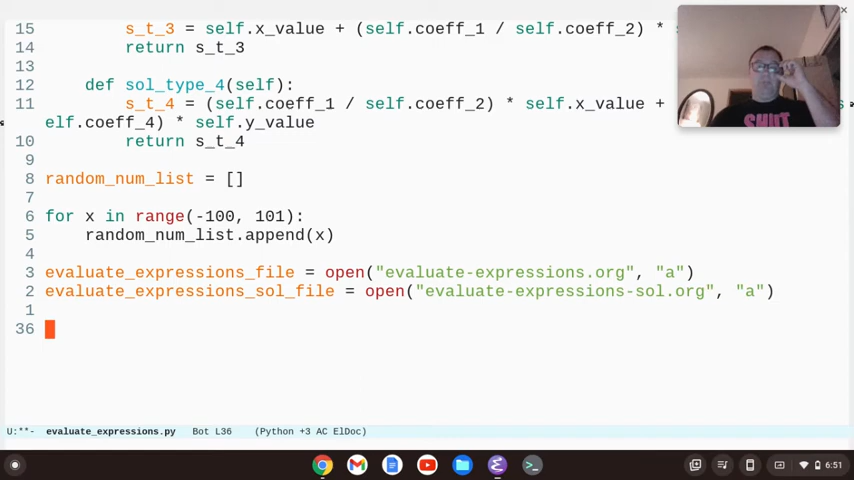 15 s_t_3 = self.x_value + (self.coeff_1 / self.coeff_2) *
14 return s_t_3
13
12 def sol_type_4(self):
11 s_t_4 = (self.coeff_1 / self.coeff_2) * self.x_value +
elf.coeff_4) * self.y_value
10 return s_t_4
9
8 random_num_list = []
7
6 for x in range(-100, 101):
5 random_num_list.append(x)
4
3 evaluate_expressions_file = open("evaluate-expressions.org", "a")
2 evaluate_expressions_sol_file = open("evaluate-expressions-sol.org", "a")
1
36
U:**- evaluate_expressions.py Bot L36 (Python +3 AC ElDoc)
6:51